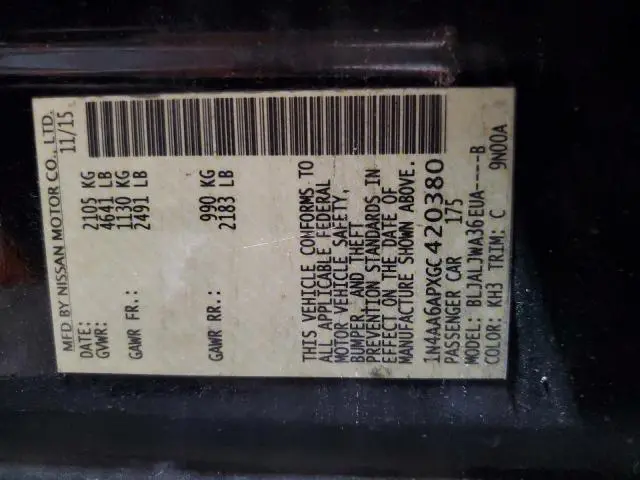 MFD BY NISSAN MOTOR CO., LTD.
DATE: 11/15
GVWR: 2105 KG
4641 LB
GAWR FR.: 1130 KG
2491 LB
GAWR RR.: 990 KG
2183 LB
THIS VEHICLE CONFORMS TO
ALL APPLICABLE FEDERAL
MOTOR VEHICLE SAFETY,
BUMPER, AND THEFT
PREVENTION STANDARDS IN
EFFECT ON THE DATE OF
MANUFACTURE SHOWN ABOVE.
1N4AA6APXGC420380
PASSENGER CAR 175
MODEL: BLJALJWA36EUA----B
COLOR: KH3 TRIM: C 9N00A